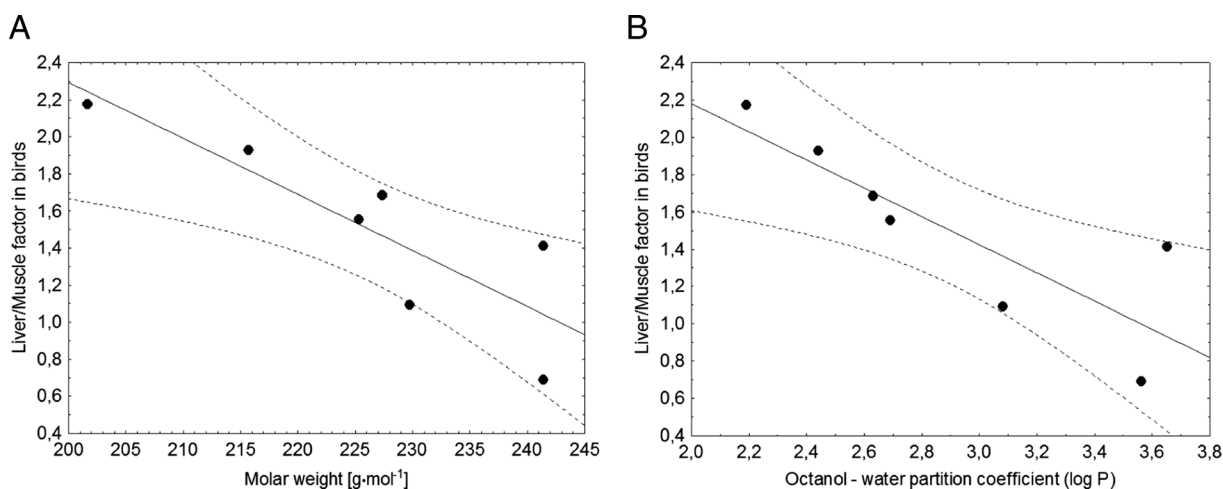 A
B
Liver/Muscle factor in birds
2,4
2,2
2,0
1,8
1,6
1,4
1,2
1,0
0,8
0,6
0,4
200 205 210 215 220 225 230 235 240 245
Molar weight [g·mol⁻¹]
Liver/Muscle factor in birds
2,4
2,2
2,0
1,8
1,6
1,4
1,2
1,0
0,8
0,6
0,4
2,0 2,2 2,4 2,6 2,8 3,0 3,2 3,4 3,6 3,8
Octanol - water partition coefficient (log P)